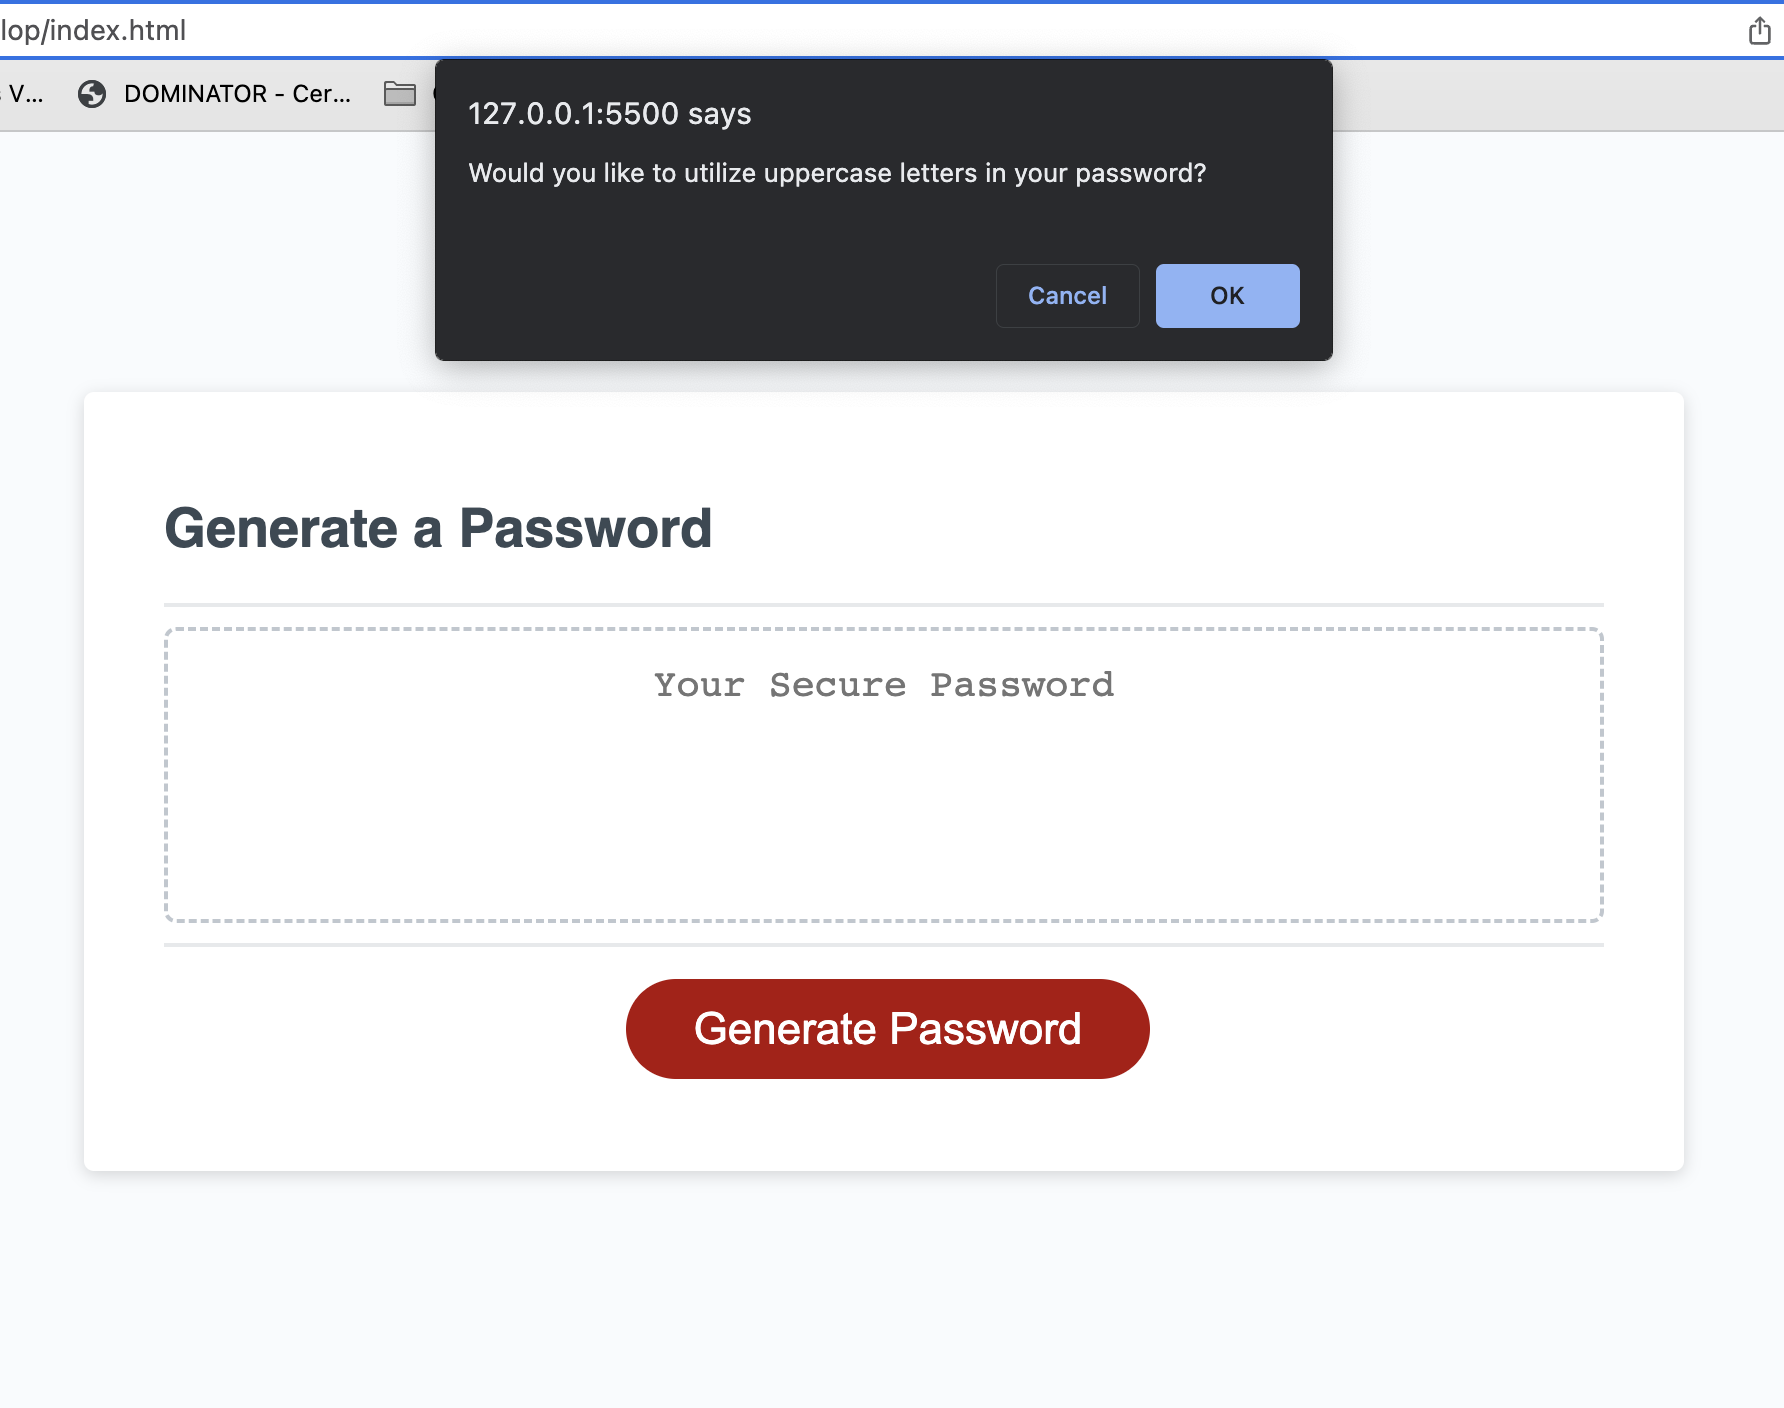 lop/index.html
V... DOMINATOR - Cer...
127.0.0.1:5500 says
Would you like to utilize uppercase letters in your password?
Cancel OK
Generate a Password
Your Secure Password
Generate Password